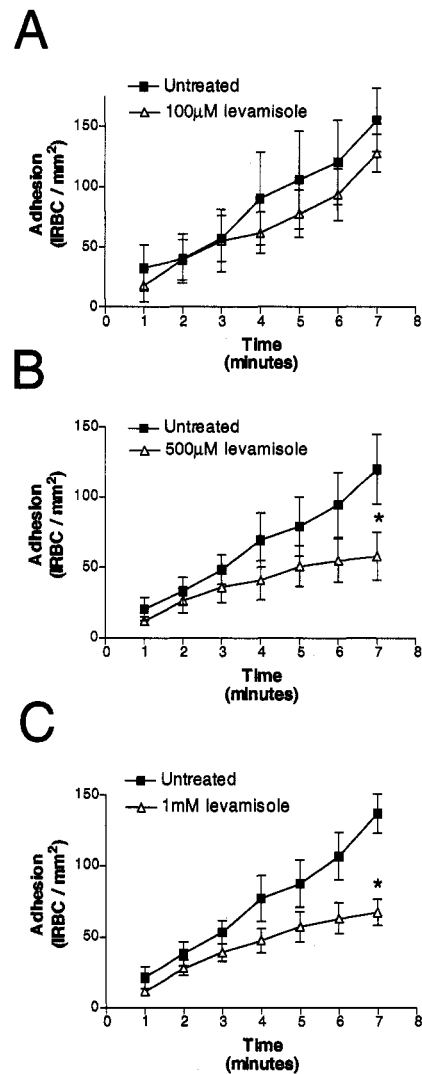 A
Untreated
100µM levamisole
Adhesion
(IRBC / mm²)
150
100
50
0
0 1 2 3 4 5 6 7 8
Time
(minutes)
B
Untreated
500µM levamisole
Adhesion
(IRBC / mm²)
150
100
50
0
*
0 1 2 3 4 5 6 7 8
Time
(minutes)
C
Untreated
1mM levamisole
Adhesion
(IRBC / mm²)
150
100
50
0
*
0 1 2 3 4 5 6 7 8
Time
(minutes)